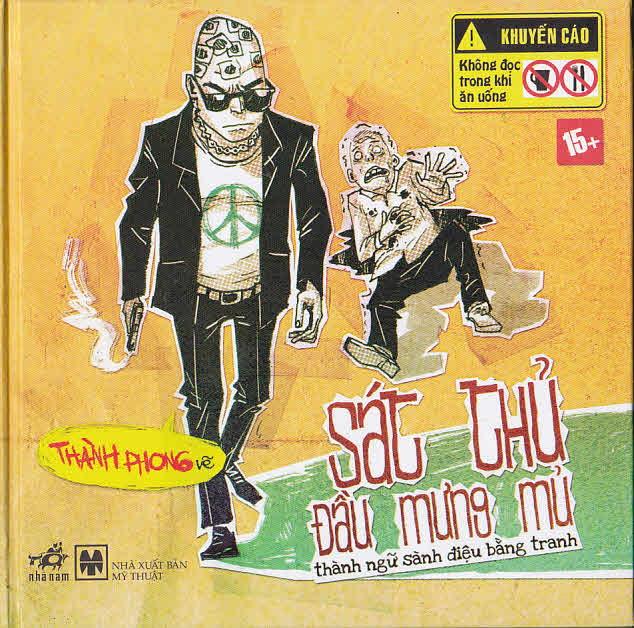 KHUYẾN CÁO
Không đọc
trong khi
ăn uống
15+
THÀNH PHONG vẽ
SÁT THỦ
ĐẦU MƯNG MỦ
thành ngữ sành điệu bằng tranh
nhã nam
NHÀ XUẤT BẢN
MỸ THUẬT